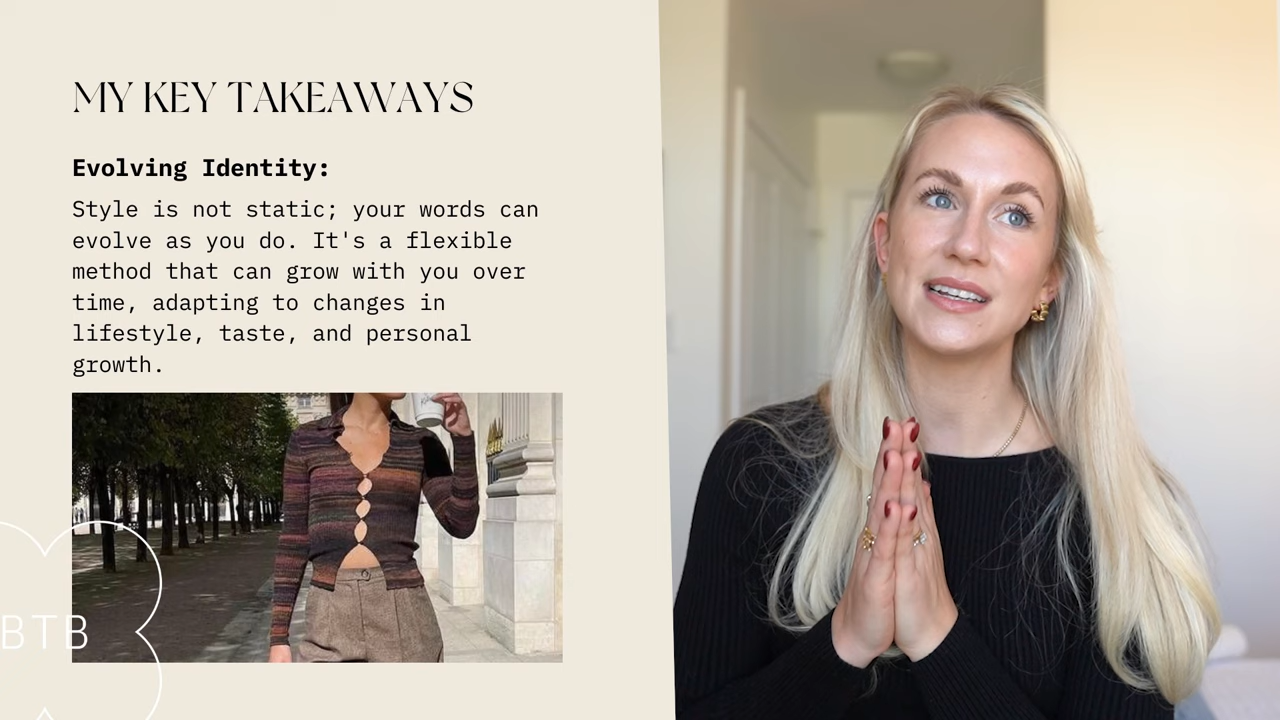 MY KEY TAKEAWAYS
Evolving Identity:
Style is not static; your words can
evolve as you do. It's a flexible
method that can grow with you over
time, adapting to changes in
lifestyle, taste, and personal
growth.
BTB